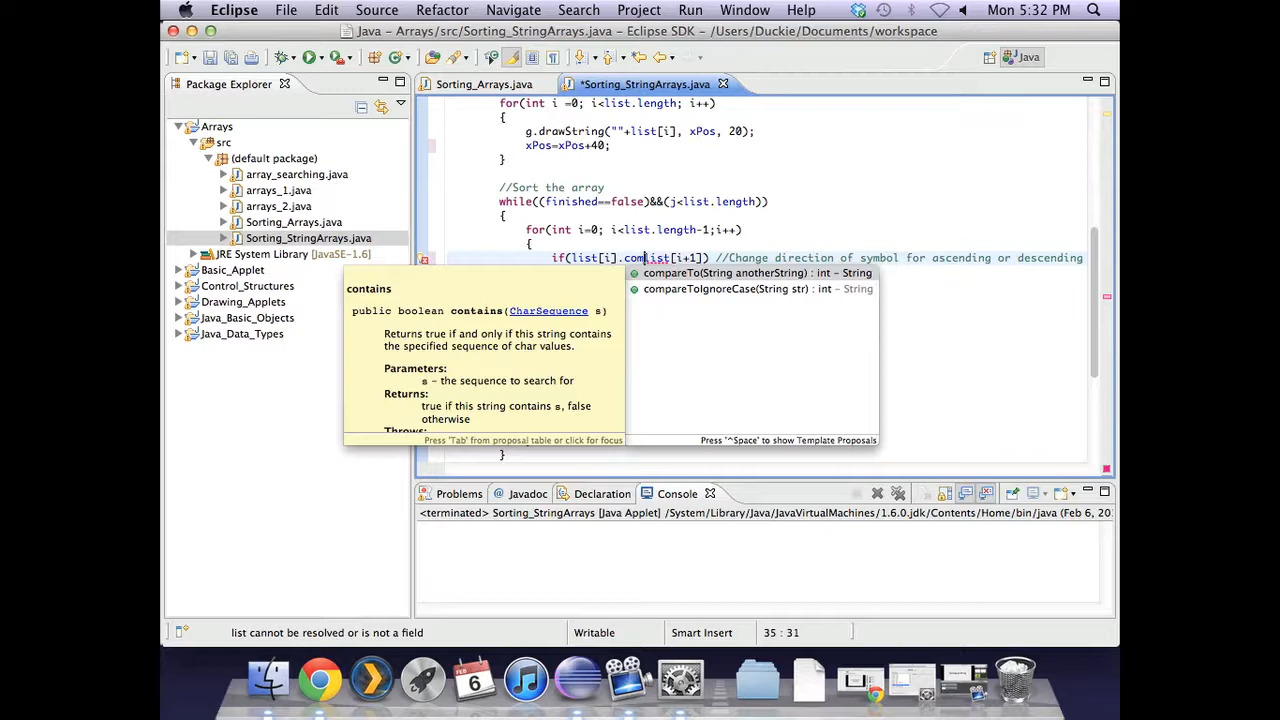 Eclipse File Edit Source Refactor Navigate Search Project Run Window Help Mon 5:32 PM
Java – Arrays/src/Sorting_StringArrays.java – Eclipse SDK – /Users/Duckie/Documents/workspace
Java
Package Explorer
Sorting_Arrays.java
*Sorting_StringArrays.java
Arrays
src
(default package)
array_searching.java
arrays_1.java
arrays_2.java
Sorting_Arrays.java
Sorting_StringArrays.java
JRE System Library [JavaSE-1.6]
Basic_Applet
Control_Structures
Drawing_Applets
Java_Basic_Objects
Java_Data_Types
for(int i =0; i<list.length; i++)
{
g.drawString(""+list[i], xPos, 20);
xPos=xPos+40;
}
//Sort the array
while((finished==false)&&(j<list.length))
{
for(int i=0; i<list.length-1;i++)
{
if(list[i].comlist[i+1]) //Change direction of symbol for ascending or descending
contains
public boolean contains(CharSequence s)
Returns true if and only if this string contains
the specified sequence of char values.
Parameters:
s – the sequence to search for
Returns:
true if this string contains s, false
otherwise
Throws:
Press 'Tab' from proposal table or click for focus
compareTo(String anotherString) : int – String
compareToIgnoreCase(String str) : int – String
Press '^Space' to show Template Proposals
}
Problems @ Javadoc Declaration Console
<terminated> Sorting_StringArrays [Java Applet] /System/Library/Java/JavaVirtualMachines/1.6.0.jdk/Contents/Home/bin/java (Feb 6, 20
list cannot be resolved or is not a field
Writable
Smart Insert
35 : 31
FEB
6